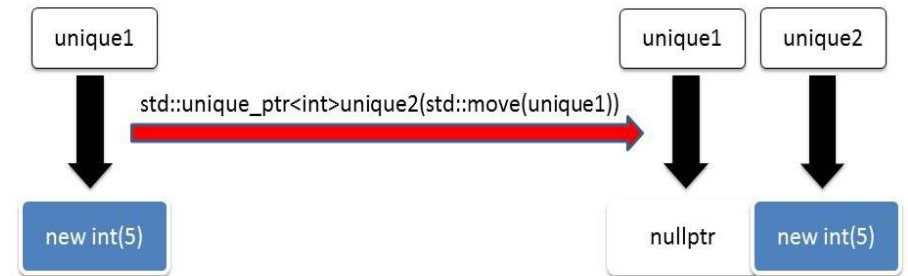 unique1
unique1
unique2
std::unique_ptr<int>unique2(std::move(unique1))
new int(5)
nullptr
new int(5)